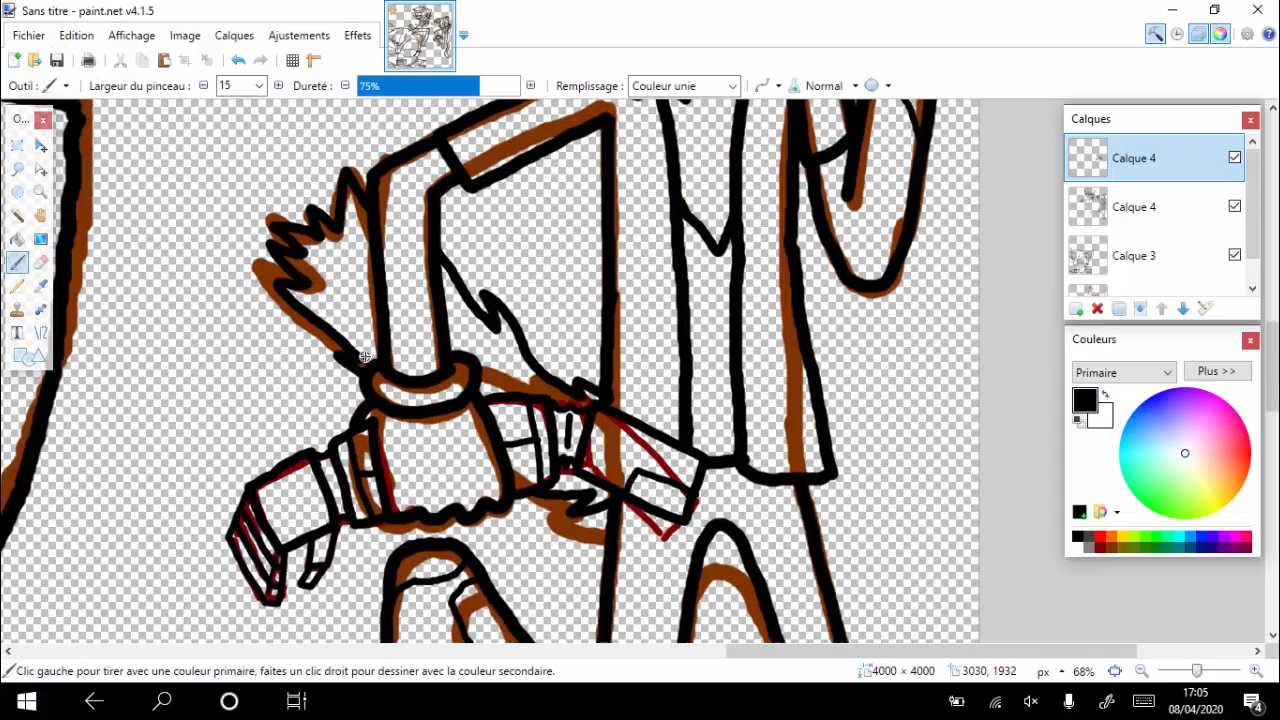 Sans titre - paint.net v4.1.5
Fichier Edition Affichage Image Calques Ajustements Effets
Outil : Largeur du pinceau : 15 Dureté : 75% Remplissage : Couleur unie Normal
O...
Calques
Calque 4
Calque 4
Calque 3
Couleurs
Primaire Plus >>
Clic gauche pour tirer avec une couleur primaire, faites un clic droit pour dessiner avec la couleur secondaire. 4000 × 4000 3030, 1932 px 68%
17:05
08/04/2020
4